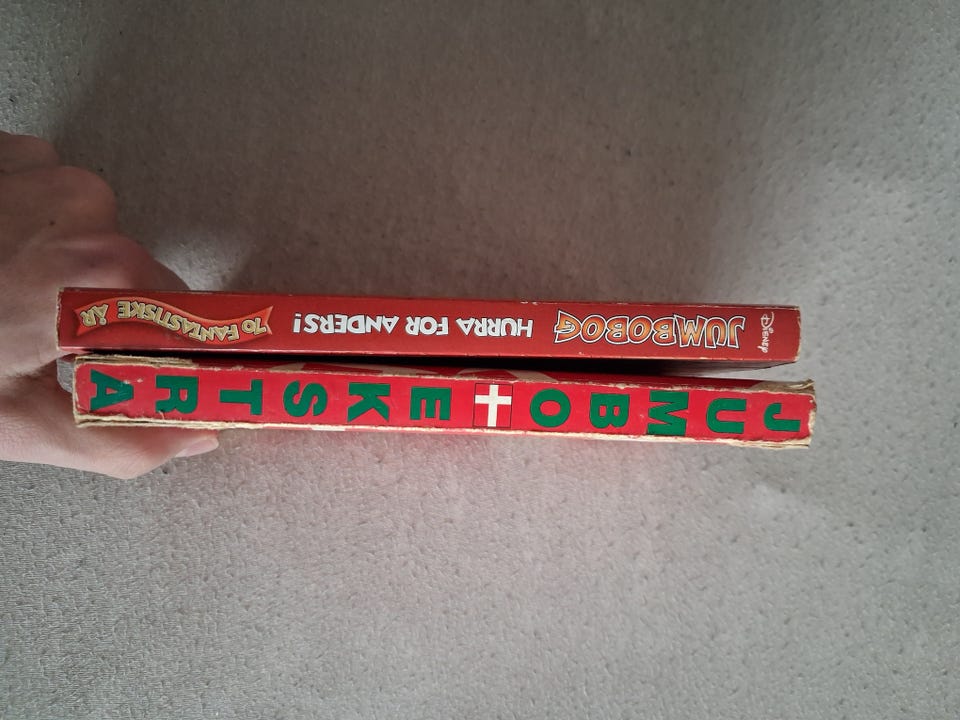 Disney JUMBOBOG HURRA FOR ANDERS! 70 FANTASTISKE ÅR
JUMBO EKSTRA